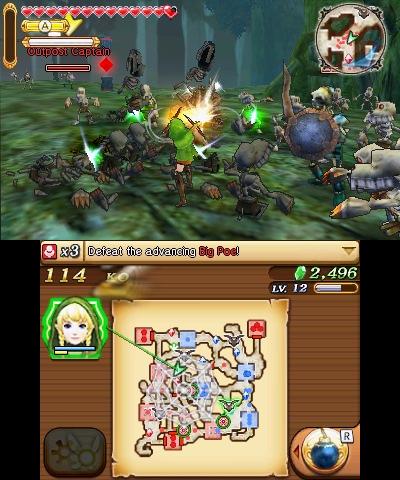 A
Outpost Captain
x3 Defeat the advancing Big Poe!
114 KO
2,496
LV. 12
R